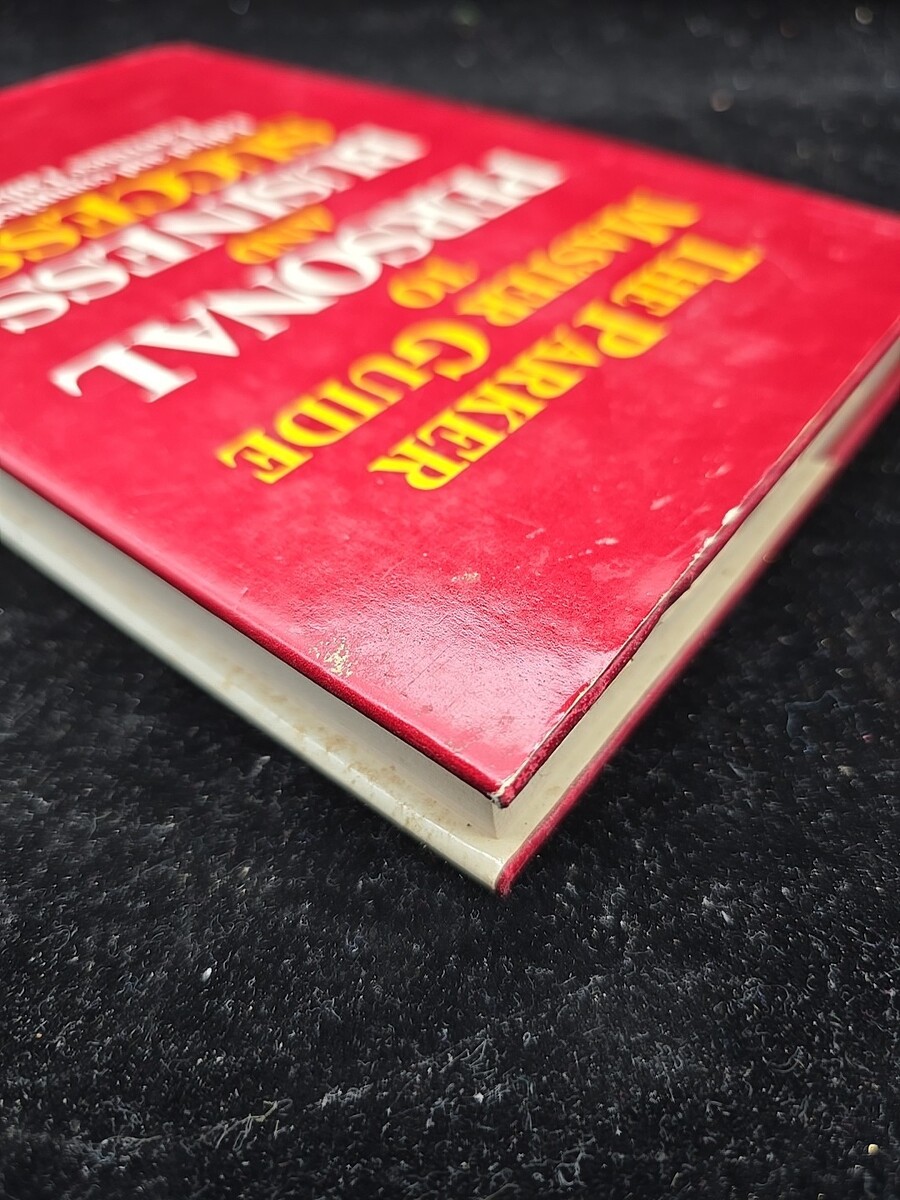 THE PARKER
MASTER GUIDE
TO
PERSONAL
AND
BUSINESS
SUCCESS